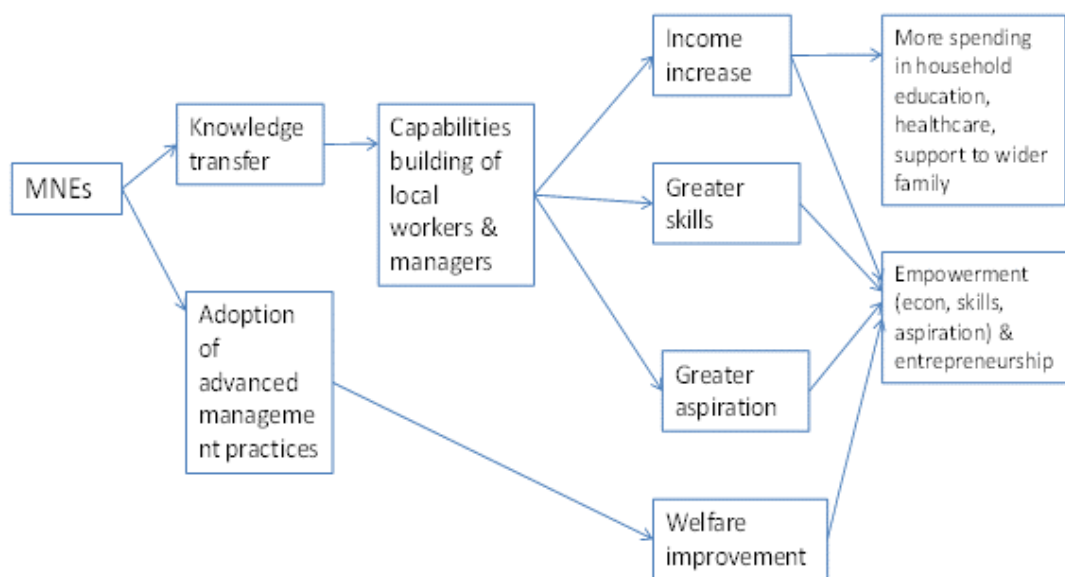 MNEs
Knowledge
transfer
Adoption
of
advanced
manageme
nt practices
Capabilities
building of
local
workers &
managers
Income
increase
Greater
skills
Greater
aspiration
Welfare
improvement
More spending
in household
education,
healthcare,
support to wider
family
Empowerment
(econ, skills,
aspiration) &
entrepreneurship